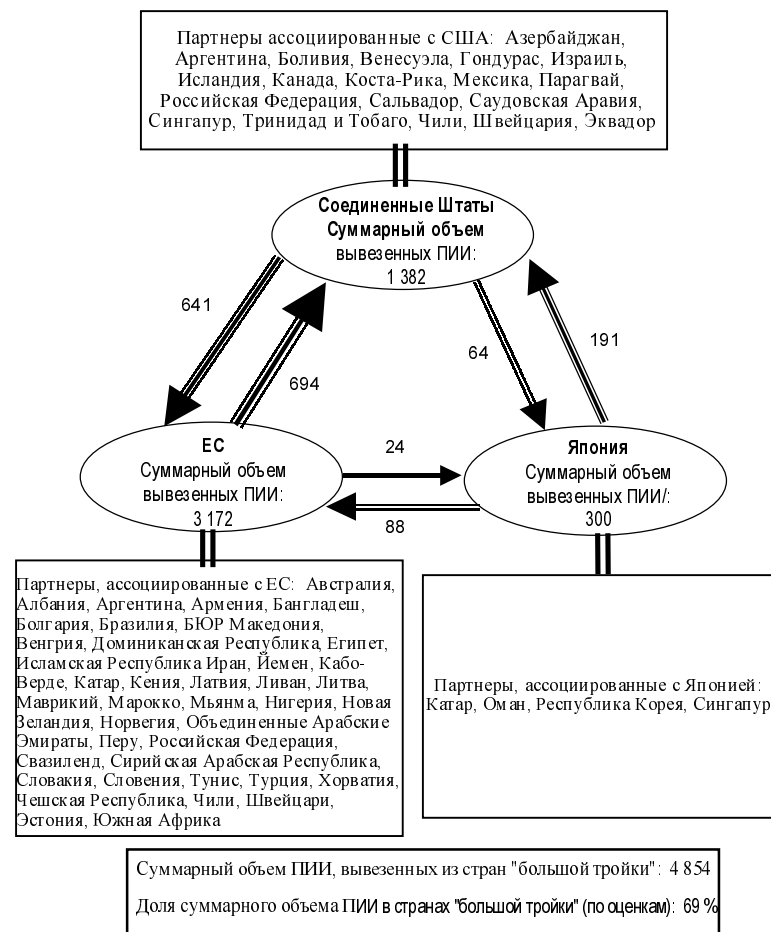 Партнеры ассоциированные с США: Азербайджан,
Аргентина, Боливия, Венесуэла, Гондурас, Израиль,
Исландия, Канада, Коста-Рика, Мексика, Парагвай,
Российская Федерация, Сальвадор, Саудовская Аравия,
Сингапур, Тринидад и Тобаго, Чили, Швейцария, Эквадор
Соединенные Штаты
Суммарный объем
вывезенных ПИИ:
1 382
641
694
64
191
ЕС
Суммарный объем
вывезенных ПИИ:
3 172
24
88
Япония
Суммарный объем
вывезенных ПИИ/:
300
Партнеры, ассоциированные с ЕС: Австралия,
Албания, Аргентина, Армения, Бангладеш,
Болгария, Бразилия, БЮР Македония,
Венгрия, Доминиканская Республика, Египет,
Исламская Республика Иран, Йемен, Кабо-
Верде, Катар, Кения, Латвия, Ливан, Литва,
Маврикий, Марокко, Мьянма, Нигерия, Новая
Зеландия, Норвегия, Объединенные Арабские
Эмираты, Перу, Российская Федерация,
Свазиленд, Сирийская Арабская Республика,
Словакия, Словения, Тунис, Турция, Хорватия,
Чешская Республика, Чили, Швейцари,
Эстония, Южная Африка
Партнеры, ассоциированные с Японией:
Катар, Оман, Республика Корея, Сингапур
Суммарный объем ПИИ, вывезенных из стран "большой тройки": 4 854
Доля суммарного объема ПИИ в странах "большой тройки" (по оценкам): 69 %